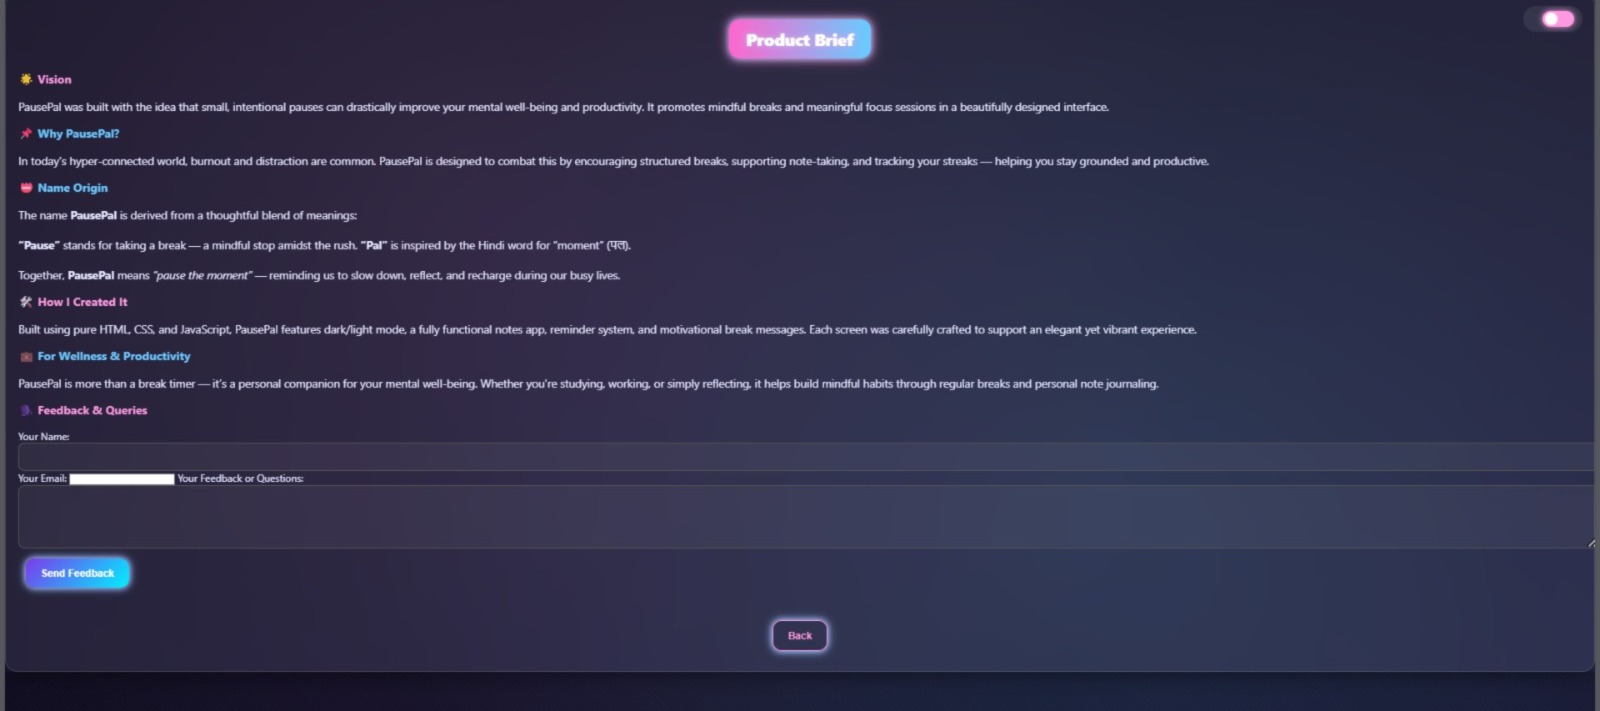 Product Brief
🌟 Vision
PausePal was built with the idea that small, intentional pauses can drastically improve your mental well-being and productivity. It promotes mindful breaks and meaningful focus sessions in a beautifully designed interface.
📌 Why PausePal?
In today's hyper-connected world, burnout and distraction are common. PausePal is designed to combat this by encouraging structured breaks, supporting note-taking, and tracking your streaks — helping you stay grounded and productive.
📛 Name Origin
The name PausePal is derived from a thoughtful blend of meanings:
“Pause” stands for taking a break — a mindful stop amidst the rush. “Pal” is inspired by the Hindi word for “moment” (पल).
Together, PausePal means “pause the moment” — reminding us to slow down, reflect, and recharge during our busy lives.
🛠 How I Created It
Built using pure HTML, CSS, and JavaScript, PausePal features dark/light mode, a fully functional notes app, reminder system, and motivational break messages. Each screen was carefully crafted to support an elegant yet vibrant experience.
💼 For Wellness & Productivity
PausePal is more than a break timer — it's a personal companion for your mental well-being. Whether you're studying, working, or simply reflecting, it helps build mindful habits through regular breaks and personal note journaling.
🗣 Feedback & Queries
Your Name:
Your Email: Your Feedback or Questions:
Send Feedback
Back